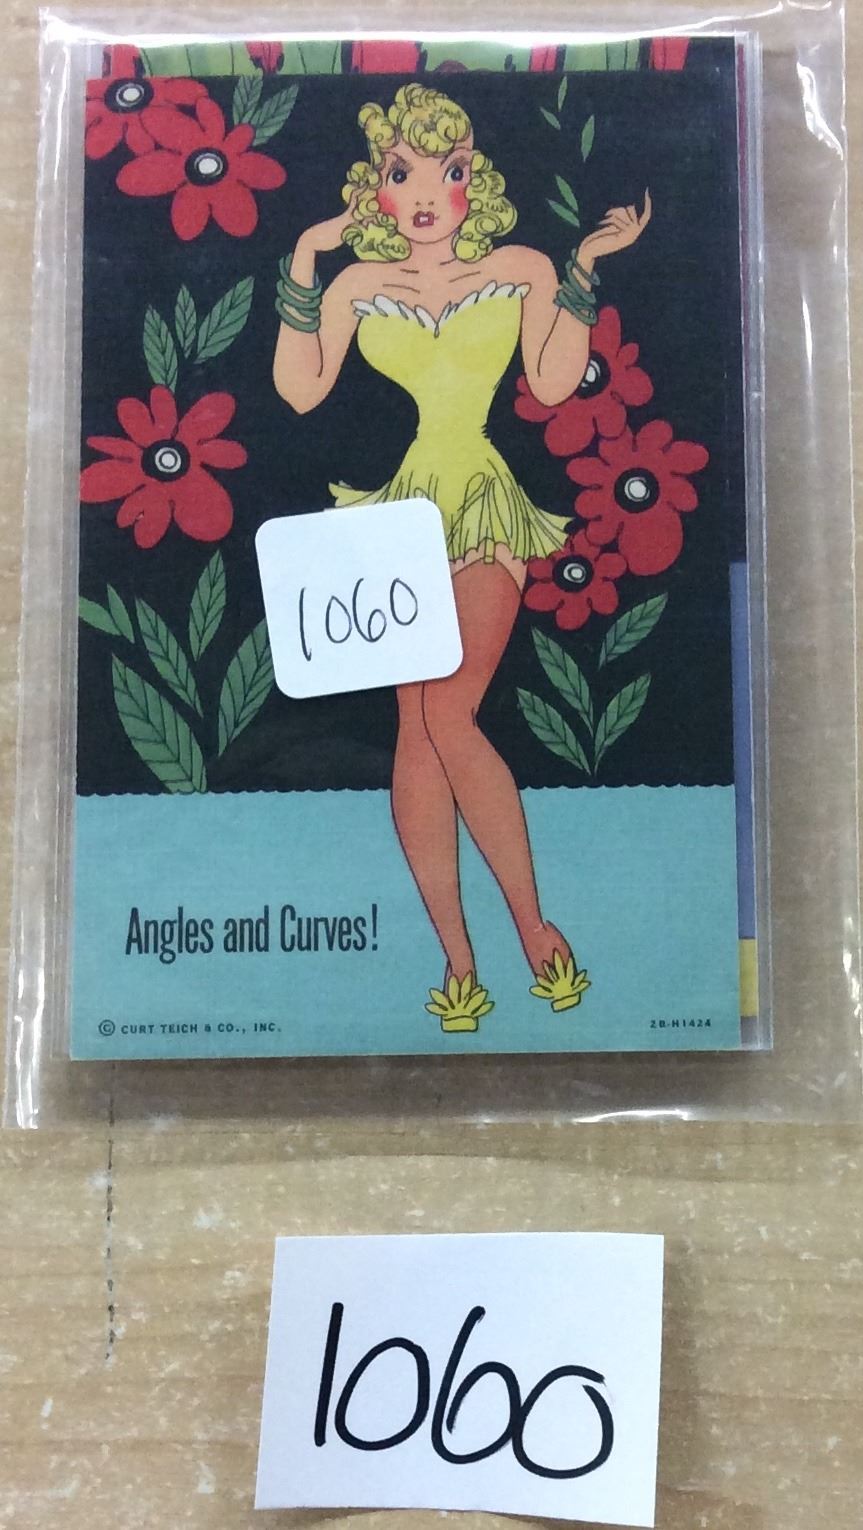 1060
Angles and Curves!
© CURT TEICH & CO., INC.
2B-H1424
1060